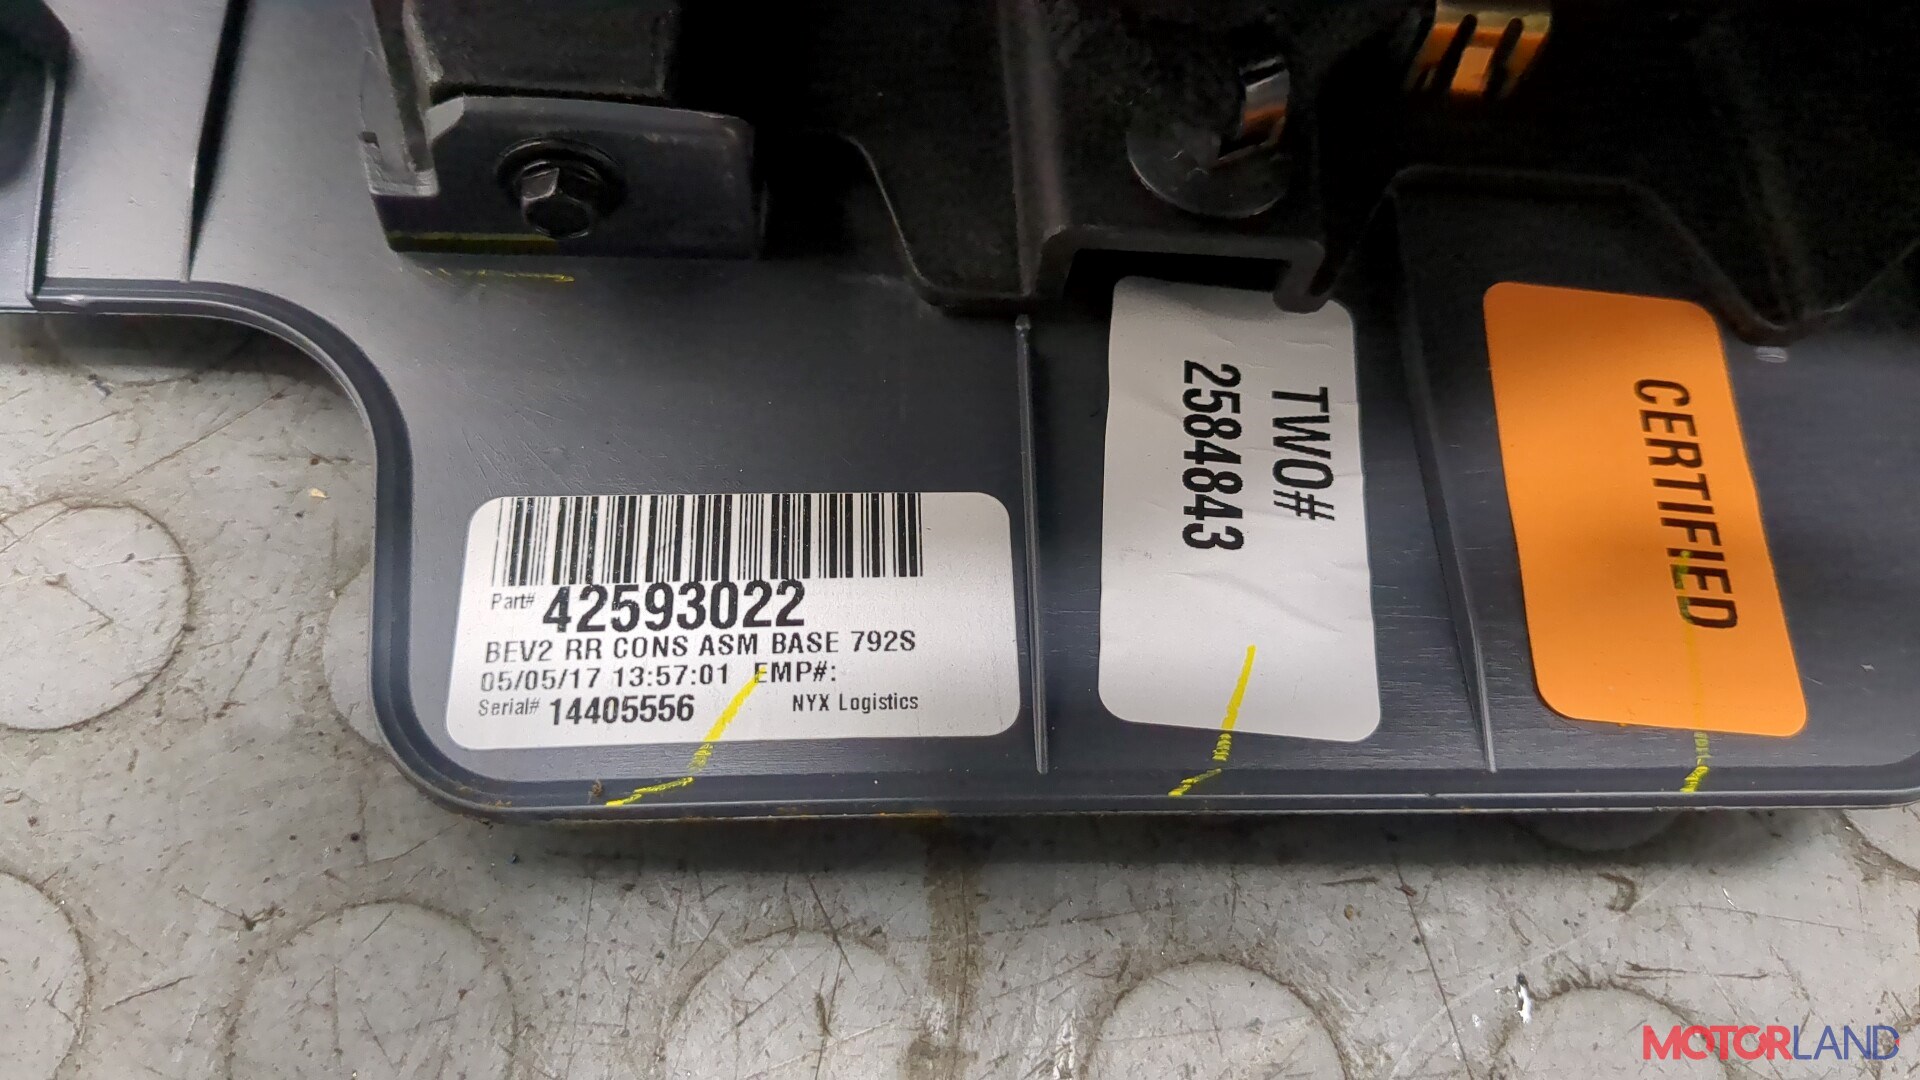 Part# 42593022
BEV2 RR CONS ASM BASE 792S
05/05/17 13:57:01 EMP#:
Serial# 14405556 NYX Logistics
TWO#
2584843
CERTIFIED
MOTORLAND